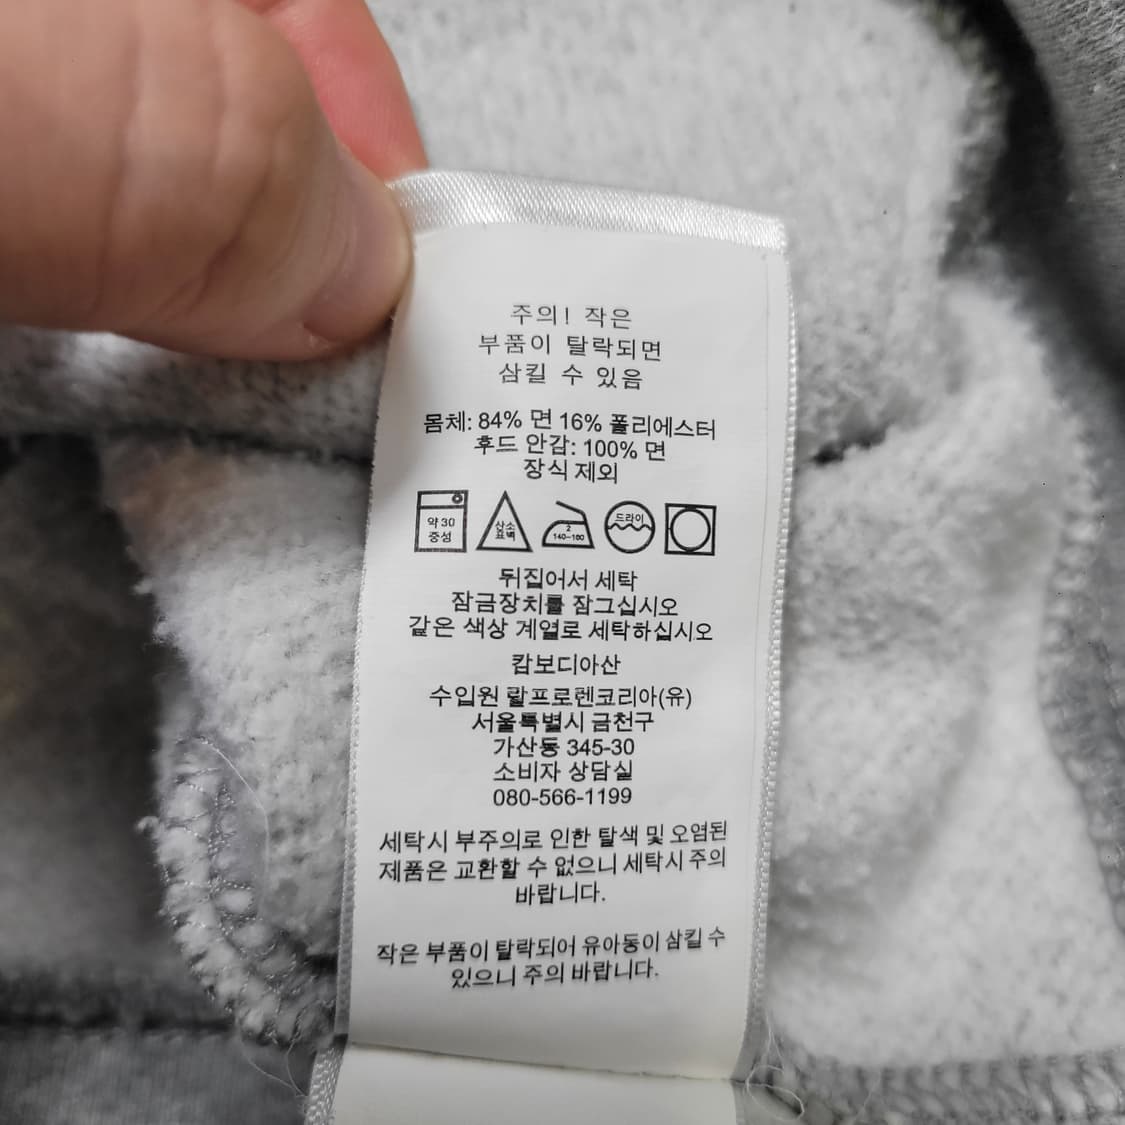 주의! 작은
부품이 탈락되면
삼킬 수 있음
몸체: 84% 면 16% 폴리에스터
후드 안감: 100% 면
장식 제외
약 30
중성
산소
표백
2
140~160
드라이
뒤집어서 세탁
잠금장치를 잠그십시오
같은 색상 계열로 세탁하십시오
캄보디아산
수입원 랄프로렌코리아(유)
서울특별시 금천구
가산동 345-30
소비자 상담실
080-566-1199
세탁시 부주의로 인한 탈색 및 오염된
제품은 교환할 수 없으니 세탁시 주의
바랍니다.
작은 부품이 탈락되어 유아동이 삼킬 수
있으니 주의 바랍니다.